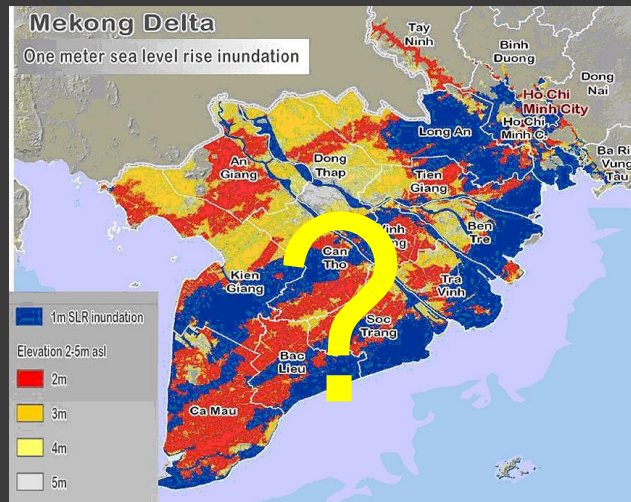 Mekong Delta
One meter sea level rise inundation
Tay
Ninh
Binh
Duong
Dong
Nai
Ho Chi
Minh City
Ho Chi
Minh C.
Ba Ri
Vung
Tau
Long An
An
Giang
Dong
Thap
Tien
Giang
Ben
Tre
Can
Tho
Kien
Giang
Tra
Vinh
Soc
Trang
Bac
Lieu
Ca Mau
?
1m SLR inundation
Elevation 2-5m asl
2m
3m
4m
5m